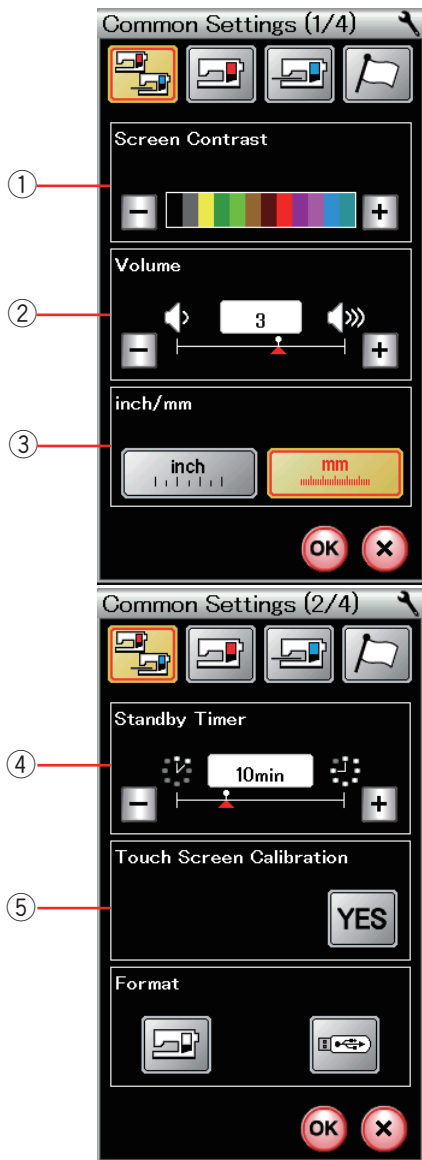 Common Settings (1/4)
① Screen Contrast
− +
② Volume
3
− +
③ inch/mm
inch mm
OK ×
Common Settings (2/4)
Standby Timer
④ 10min
− +
Touch Screen Calibration
⑤ YES
Format
OK ×